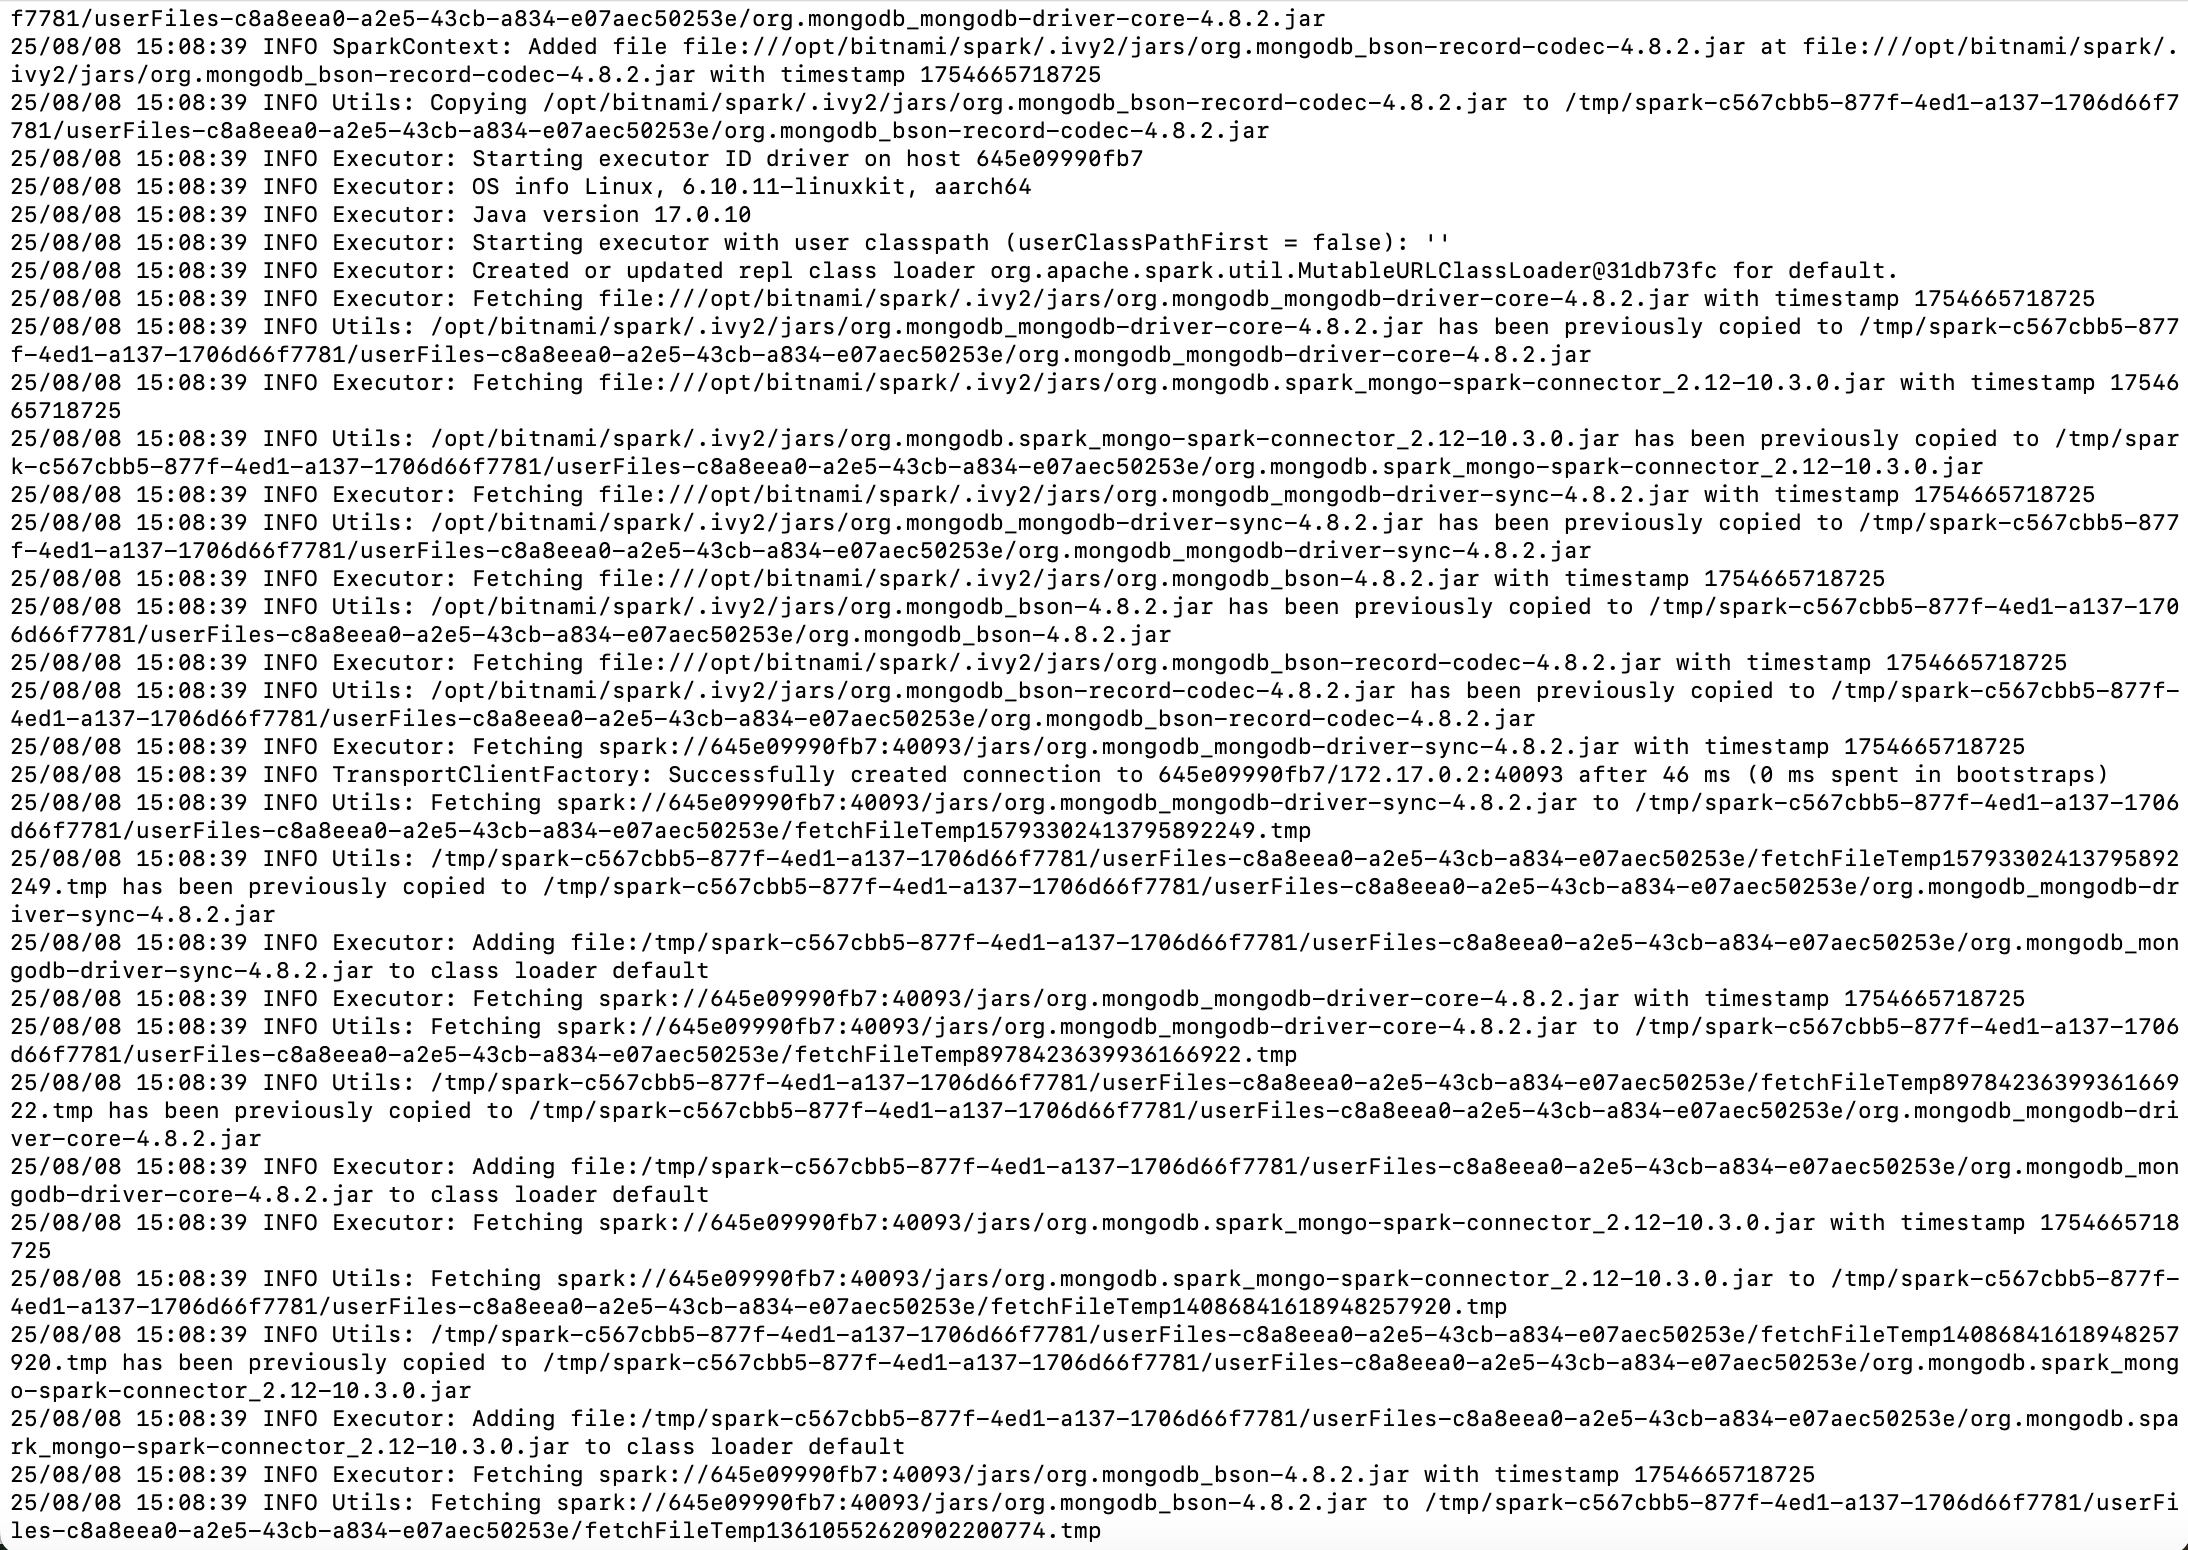 f7781/userFiles-c8a8eea0-a2e5-43cb-a834-e07aec50253e/org.mongodb_mongodb-driver-core-4.8.2.jar
25/08/08 15:08:39 INFO SparkContext: Added file file:///opt/bitnami/spark/.ivy2/jars/org.mongodb_bson-record-codec-4.8.2.jar at file:///opt/bitnami/spark/.
ivy2/jars/org.mongodb_bson-record-codec-4.8.2.jar with timestamp 1754665718725
25/08/08 15:08:39 INFO Utils: Copying /opt/bitnami/spark/.ivy2/jars/org.mongodb_bson-record-codec-4.8.2.jar to /tmp/spark-c567cbb5-877f-4ed1-a137-1706d66f7
781/userFiles-c8a8eea0-a2e5-43cb-a834-e07aec50253e/org.mongodb_bson-record-codec-4.8.2.jar
25/08/08 15:08:39 INFO Executor: Starting executor ID driver on host 645e09990fb7
25/08/08 15:08:39 INFO Executor: OS info Linux, 6.10.11-linuxkit, aarch64
25/08/08 15:08:39 INFO Executor: Java version 17.0.10
25/08/08 15:08:39 INFO Executor: Starting executor with user classpath (userClassPathFirst = false): ''
25/08/08 15:08:39 INFO Executor: Created or updated repl class loader org.apache.spark.util.MutableURLClassLoader@31db73fc for default.
25/08/08 15:08:39 INFO Executor: Fetching file:///opt/bitnami/spark/.ivy2/jars/org.mongodb_mongodb-driver-core-4.8.2.jar with timestamp 1754665718725
25/08/08 15:08:39 INFO Utils: /opt/bitnami/spark/.ivy2/jars/org.mongodb_mongodb-driver-core-4.8.2.jar has been previously copied to /tmp/spark-c567cbb5-877
f-4ed1-a137-1706d66f7781/userFiles-c8a8eea0-a2e5-43cb-a834-e07aec50253e/org.mongodb_mongodb-driver-core-4.8.2.jar
25/08/08 15:08:39 INFO Executor: Fetching file:///opt/bitnami/spark/.ivy2/jars/org.mongodb.spark_mongo-spark-connector_2.12-10.3.0.jar with timestamp 17546
65718725
25/08/08 15:08:39 INFO Utils: /opt/bitnami/spark/.ivy2/jars/org.mongodb.spark_mongo-spark-connector_2.12-10.3.0.jar has been previously copied to /tmp/spar
k-c567cbb5-877f-4ed1-a137-1706d66f7781/userFiles-c8a8eea0-a2e5-43cb-a834-e07aec50253e/org.mongodb.spark_mongo-spark-connector_2.12-10.3.0.jar
25/08/08 15:08:39 INFO Executor: Fetching file:///opt/bitnami/spark/.ivy2/jars/org.mongodb_mongodb-driver-sync-4.8.2.jar with timestamp 1754665718725
25/08/08 15:08:39 INFO Utils: /opt/bitnami/spark/.ivy2/jars/org.mongodb_mongodb-driver-sync-4.8.2.jar has been previously copied to /tmp/spark-c567cbb5-877
f-4ed1-a137-1706d66f7781/userFiles-c8a8eea0-a2e5-43cb-a834-e07aec50253e/org.mongodb_mongodb-driver-sync-4.8.2.jar
25/08/08 15:08:39 INFO Executor: Fetching file:///opt/bitnami/spark/.ivy2/jars/org.mongodb_bson-4.8.2.jar with timestamp 1754665718725
25/08/08 15:08:39 INFO Utils: /opt/bitnami/spark/.ivy2/jars/org.mongodb_bson-4.8.2.jar has been previously copied to /tmp/spark-c567cbb5-877f-4ed1-a137-170
6d66f7781/userFiles-c8a8eea0-a2e5-43cb-a834-e07aec50253e/org.mongodb_bson-4.8.2.jar
25/08/08 15:08:39 INFO Executor: Fetching file:///opt/bitnami/spark/.ivy2/jars/org.mongodb_bson-record-codec-4.8.2.jar with timestamp 1754665718725
25/08/08 15:08:39 INFO Utils: /opt/bitnami/spark/.ivy2/jars/org.mongodb_bson-record-codec-4.8.2.jar has been previously copied to /tmp/spark-c567cbb5-877f-
4ed1-a137-1706d66f7781/userFiles-c8a8eea0-a2e5-43cb-a834-e07aec50253e/org.mongodb_bson-record-codec-4.8.2.jar
25/08/08 15:08:39 INFO Executor: Fetching spark://645e09990fb7:40093/jars/org.mongodb_mongodb-driver-sync-4.8.2.jar with timestamp 1754665718725
25/08/08 15:08:39 INFO TransportClientFactory: Successfully created connection to 645e09990fb7/172.17.0.2:40093 after 46 ms (0 ms spent in bootstraps)
25/08/08 15:08:39 INFO Utils: Fetching spark://645e09990fb7:40093/jars/org.mongodb_mongodb-driver-sync-4.8.2.jar to /tmp/spark-c567cbb5-877f-4ed1-a137-1706
d66f7781/userFiles-c8a8eea0-a2e5-43cb-a834-e07aec50253e/fetchFileTemp15793302413795892249.tmp
25/08/08 15:08:39 INFO Utils: /tmp/spark-c567cbb5-877f-4ed1-a137-1706d66f7781/userFiles-c8a8eea0-a2e5-43cb-a834-e07aec50253e/fetchFileTemp15793302413795892
249.tmp has been previously copied to /tmp/spark-c567cbb5-877f-4ed1-a137-1706d66f7781/userFiles-c8a8eea0-a2e5-43cb-a834-e07aec50253e/org.mongodb_mongodb-dr
iver-sync-4.8.2.jar
25/08/08 15:08:39 INFO Executor: Adding file:/tmp/spark-c567cbb5-877f-4ed1-a137-1706d66f7781/userFiles-c8a8eea0-a2e5-43cb-a834-e07aec50253e/org.mongodb_mon
godb-driver-sync-4.8.2.jar to class loader default
25/08/08 15:08:39 INFO Executor: Fetching spark://645e09990fb7:40093/jars/org.mongodb_mongodb-driver-core-4.8.2.jar with timestamp 1754665718725
25/08/08 15:08:39 INFO Utils: Fetching spark://645e09990fb7:40093/jars/org.mongodb_mongodb-driver-core-4.8.2.jar to /tmp/spark-c567cbb5-877f-4ed1-a137-1706
d66f7781/userFiles-c8a8eea0-a2e5-43cb-a834-e07aec50253e/fetchFileTemp8978423639936166922.tmp
25/08/08 15:08:39 INFO Utils: /tmp/spark-c567cbb5-877f-4ed1-a137-1706d66f7781/userFiles-c8a8eea0-a2e5-43cb-a834-e07aec50253e/fetchFileTemp89784236399361669
22.tmp has been previously copied to /tmp/spark-c567cbb5-877f-4ed1-a137-1706d66f7781/userFiles-c8a8eea0-a2e5-43cb-a834-e07aec50253e/org.mongodb_mongodb-dri
ver-core-4.8.2.jar
25/08/08 15:08:39 INFO Executor: Adding file:/tmp/spark-c567cbb5-877f-4ed1-a137-1706d66f7781/userFiles-c8a8eea0-a2e5-43cb-a834-e07aec50253e/org.mongodb_mon
godb-driver-core-4.8.2.jar to class loader default
25/08/08 15:08:39 INFO Executor: Fetching spark://645e09990fb7:40093/jars/org.mongodb.spark_mongo-spark-connector_2.12-10.3.0.jar with timestamp 1754665718
725
25/08/08 15:08:39 INFO Utils: Fetching spark://645e09990fb7:40093/jars/org.mongodb.spark_mongo-spark-connector_2.12-10.3.0.jar to /tmp/spark-c567cbb5-877f-
4ed1-a137-1706d66f7781/userFiles-c8a8eea0-a2e5-43cb-a834-e07aec50253e/fetchFileTemp14086841618948257920.tmp
25/08/08 15:08:39 INFO Utils: /tmp/spark-c567cbb5-877f-4ed1-a137-1706d66f7781/userFiles-c8a8eea0-a2e5-43cb-a834-e07aec50253e/fetchFileTemp14086841618948257
920.tmp has been previously copied to /tmp/spark-c567cbb5-877f-4ed1-a137-1706d66f7781/userFiles-c8a8eea0-a2e5-43cb-a834-e07aec50253e/org.mongodb.spark_mong
o-spark-connector_2.12-10.3.0.jar
25/08/08 15:08:39 INFO Executor: Adding file:/tmp/spark-c567cbb5-877f-4ed1-a137-1706d66f7781/userFiles-c8a8eea0-a2e5-43cb-a834-e07aec50253e/org.mongodb.spa
rk_mongo-spark-connector_2.12-10.3.0.jar to class loader default
25/08/08 15:08:39 INFO Executor: Fetching spark://645e09990fb7:40093/jars/org.mongodb_bson-4.8.2.jar with timestamp 1754665718725
25/08/08 15:08:39 INFO Utils: Fetching spark://645e09990fb7:40093/jars/org.mongodb_bson-4.8.2.jar to /tmp/spark-c567cbb5-877f-4ed1-a137-1706d66f7781/userFi
les-c8a8eea0-a2e5-43cb-a834-e07aec50253e/fetchFileTemp13610552620902200774.tmp